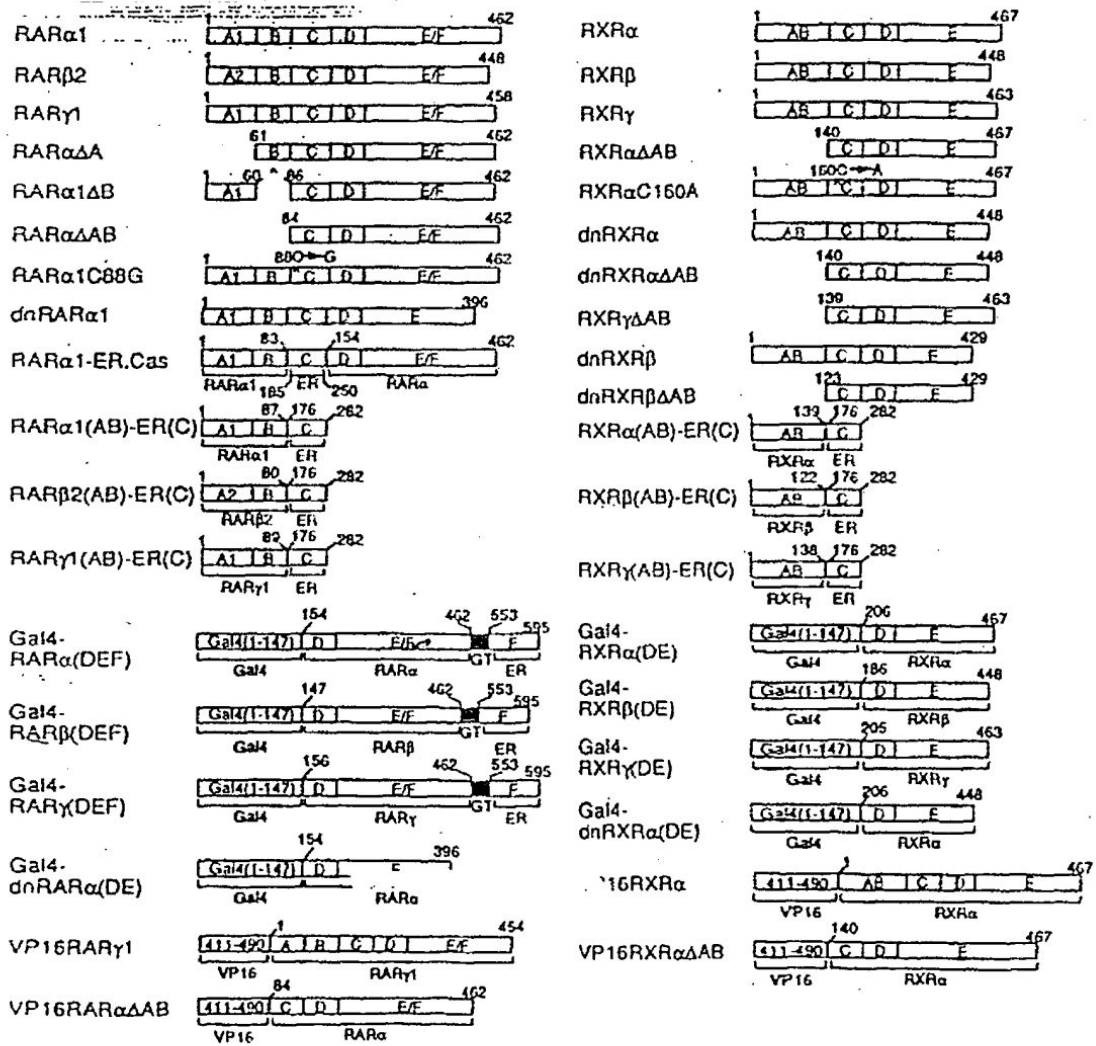 RARα1
1
462
A1 B C D E/F
RARβ2
1
448
A2 B C D E/F
RARγ1
1
458
A1 B C D E/F
RARαΔA
61
462
B C D E/F
RARα1ΔB
1
60
86
462
A1 C D E/F
RARαΔAB
84
462
C D E/F
RARα1C88G
1
88C→G
462
A1 B C D E/F
dnRARα1
1
396
A1 B C D E
RARα1-ER.Cas
1
83
154
462
A1 B C D E/F
RARα1
185
ER
250
RARα
RARα1(AB)-ER(C)
1
87
176
282
A1 B C
RARα1 ER
RARβ2(AB)-ER(C)
1
80
176
282
A2 B C
RARβ2 ER
RARγ1(AB)-ER(C)
1
89
176
282
A1 B C
RARγ1 ER
Gal4-
RARα(DEF)
154
462
553
595
Gal4(1-147) D E/F F
Gal4 RARα GT ER
Gal4-
RARβ(DEF)
147
462
553
595
Gal4(1-147) D E/F F
Gal4 RARβ GT ER
Gal4-
RARγ(DEF)
156
462
553
595
Gal4(1-147) D E/F F
Gal4 RARγ GT ER
Gal4-
dnRARα(DE)
154
396
Gal4(1-147) D E
Gal4 RARα
VP16RARγ1
1
454
411-490 A B C D E/F
VP16 RARγ1
VP16RARαΔAB
84
462
411-490 C D E/F
VP16 RARα
RXRα
1
467
AB C D E
RXRβ
1
448
AB C D E
RXRγ
1
463
AB C D E
RXRαΔAB
140
467
C D E
RXRαC160A
1
160C→A
467
AB C D E
dnRXRα
1
448
AB C D E
dnRXRαΔAB
140
448
C D E
RXRγΔAB
139
463
C D E
dnRXRβ
1
429
AB C D E
dnRXRβΔAB
123
429
C D E
RXRα(AB)-ER(C)
1
139
176
282
AB C
RXRα ER
RXRβ(AB)-ER(C)
1
122
176
282
AB C
RXRβ ER
RXRγ(AB)-ER(C)
1
138
176
282
AB C
RXRγ ER
Gal4-
RXRα(DE)
206
467
Gal4(1-147) D E
Gal4 RXRα
Gal4-
RXRβ(DE)
186
448
Gal4(1-147) D E
Gal4 RXRβ
Gal4-
RXRγ(DE)
205
463
Gal4(1-147) D E
Gal4 RXRγ
Gal4-
dnRXRα(DE)
206
448
Gal4(1-147) D E
Gal4 RXRα
16RXRα
1
467
411-490 AB C D E
VP16 RXRα
VP16RXRαΔAB
140
467
411-490 C D E
VP16 RXRα